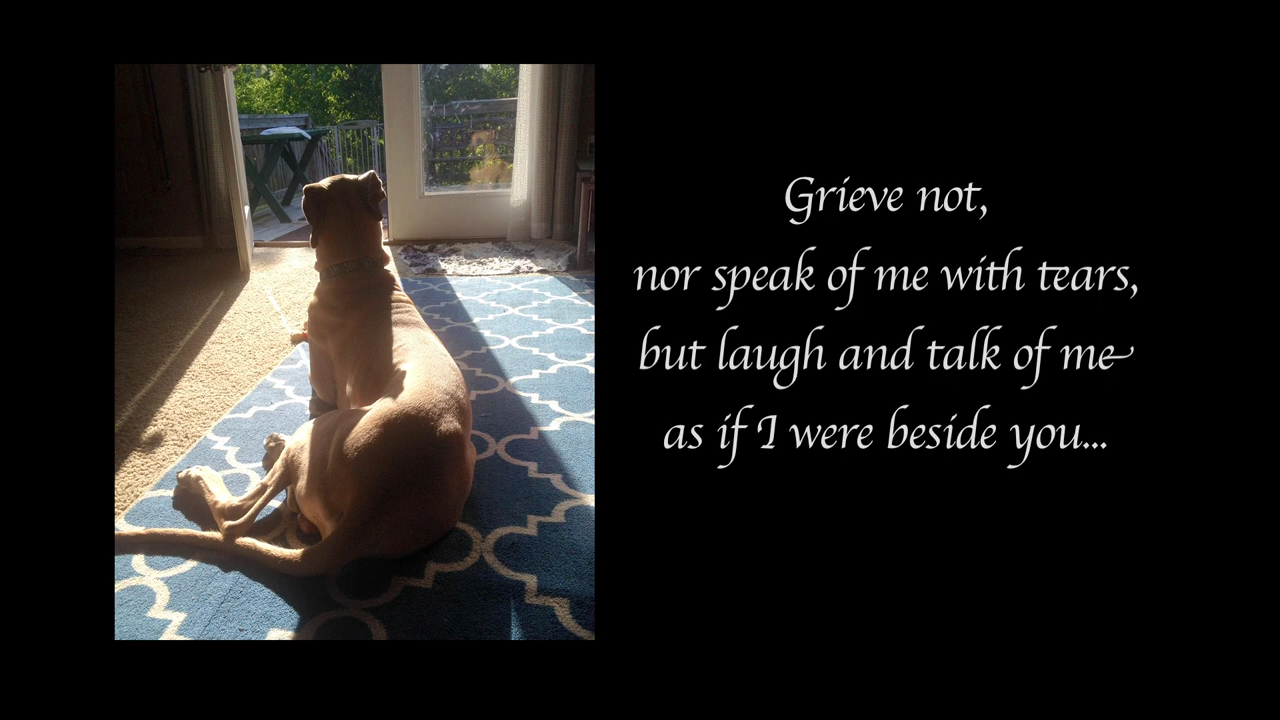 Grieve not,
nor speak of me with tears,
but laugh and talk of me
as if I were beside you...